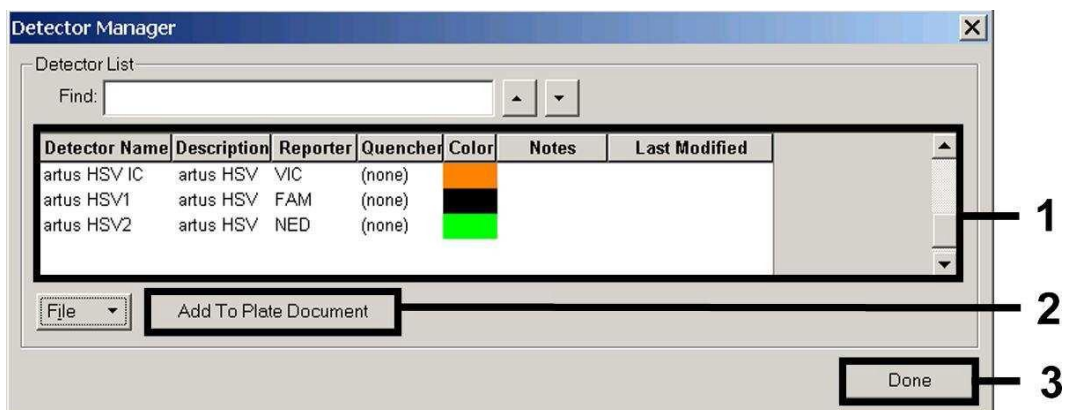 Detector Manager
Detector List
Find:
Detector Name Description Reporter Quencher Color Notes Last Modified
artus HSV IC artus HSV VIC (none)
artus HSV1 artus HSV FAM (none)
artus HSV2 artus HSV NED (none)
1
File Add To Plate Document 2
Done 3